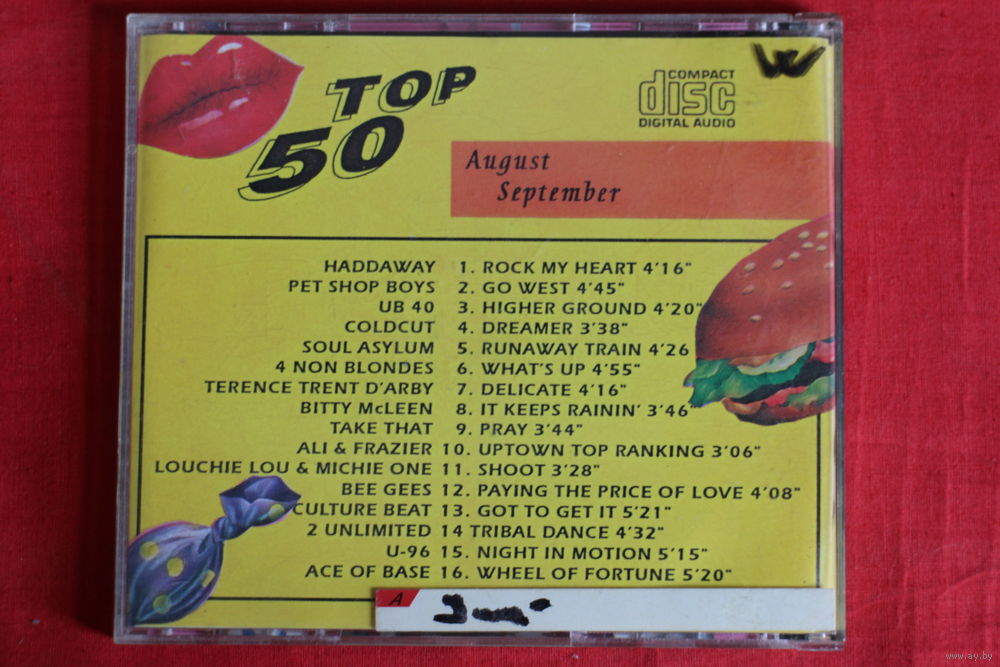 TOP
50
COMPACT
disc
DIGITAL AUDIO
August
September
HADDAWAY 1. ROCK MY HEART 4'16"
PET SHOP BOYS 2. GO WEST 4'45"
UB 40 3. HIGHER GROUND 4'20"
COLDCUT 4. DREAMER 3'38"
SOUL ASYLUM 5. RUNAWAY TRAIN 4'26
4 NON BLONDES 6. WHAT'S UP 4'55"
TERENCE TRENT D'ARBY 7. DELICATE 4'16"
BITTY McLEEN 8. IT KEEPS RAININ' 3'46"
TAKE THAT 9. PRAY 3'44"
ALI & FRAZIER 10. UPTOWN TOP RANKING 3'06"
LOUCHIE LOU & MICHIE ONE 11. SHOOT 3'28"
BEE GEES 12. PAYING THE PRICE OF LOVE 4'08"
CULTURE BEAT 13. GOT TO GET IT 5'21"
2 UNLIMITED 14 TRIBAL DANCE 4'32"
U-96 15. NIGHT IN MOTION 5'15"
ACE OF BASE 16. WHEEL OF FORTUNE 5'20"
A
www.ay.by